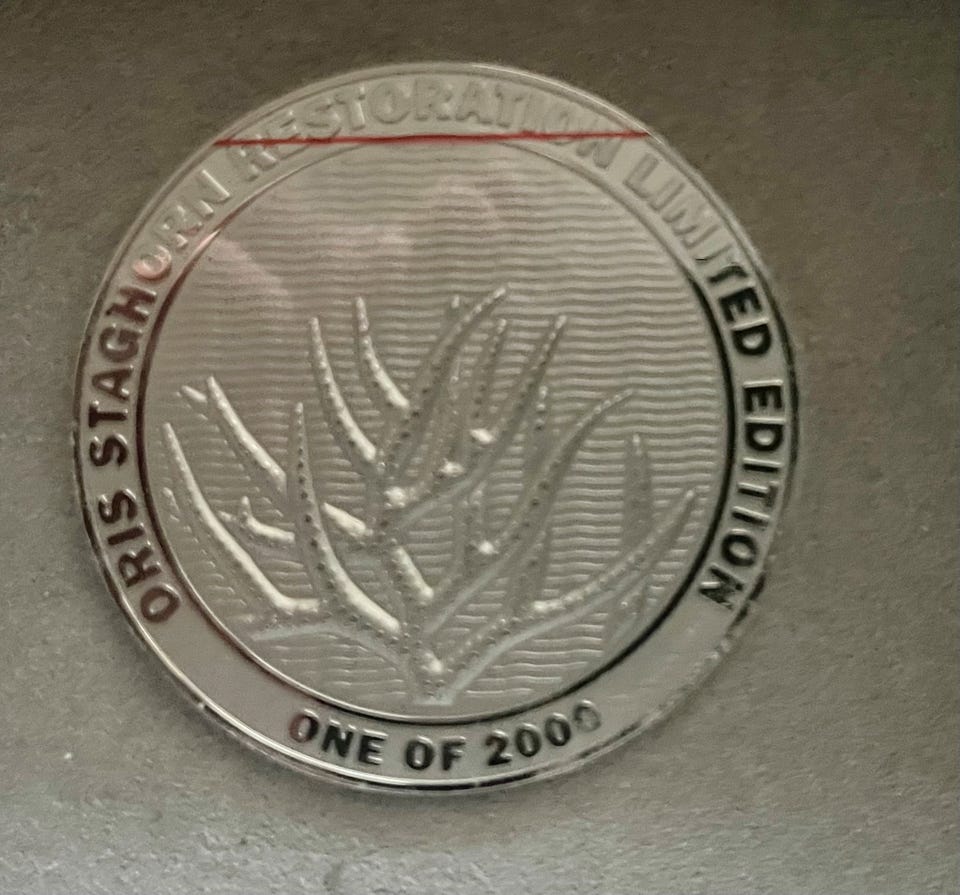 ORIS STAGHORN RESTORATION LIMITED EDITION
ONE OF 2000